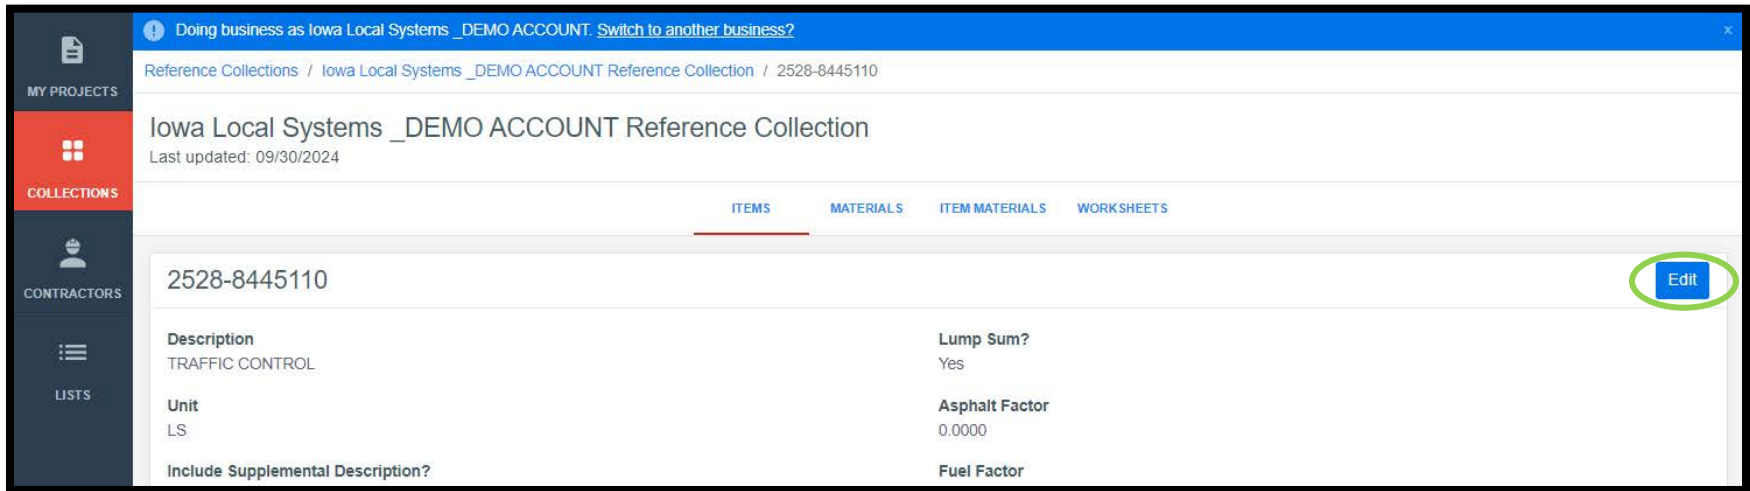 Doing business as Iowa Local Systems _DEMO ACCOUNT. Switch to another business? x
MY PROJECTS
COLLECTIONS
CONTRACTORS
LISTS
Reference Collections / Iowa Local Systems _DEMO ACCOUNT Reference Collection / 2528-8445110
Iowa Local Systems _DEMO ACCOUNT Reference Collection
Last updated: 09/30/2024
ITEMS MATERIALS ITEM MATERIALS WORKSHEETS
2528-8445110 Edit
Description
TRAFFIC CONTROL
Lump Sum?
Yes
Unit
LS
Asphalt Factor
0.0000
Include Supplemental Description?
Fuel Factor